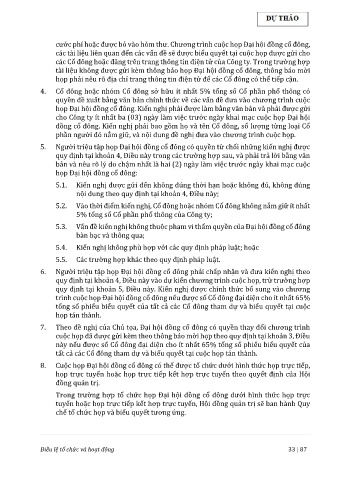 DỰ THẢO
cước phí hoặc được bỏ vào hòm thư. Chương trình cuộc họp Đại hội đồng cổ đông,
các tài liệu liên quan đến các vấn đề sẽ được biểu quyết tại cuộc họp được gửi cho
các Cổ đông hoặc đăng trên trang thông tin điện tử của Công ty. Trong trường hợp
tài liệu không được gửi kèm thông báo họp Đại hội đồng cổ đông, thông báo mời
họp phải nêu rõ địa chỉ trang thông tin điện tử để các Cổ đông có thể tiếp cận.
4. Cổ đông hoặc nhóm Cổ đông sở hữu ít nhất 5% tổng số Cổ phần phổ thông có
quyền đề xuất bằng văn bản chính thức về các vấn đề đưa vào chương trình cuộc
họp Đại hội đồng cổ đông. Kiến nghị phải được làm bằng văn bản và phải được gửi
cho Công ty ít nhất ba (03) ngày làm việc trước ngày khai mạc cuộc họp Đại hội
đồng cổ đông. Kiến nghị phải bao gồm họ và tên Cổ đông, số lượng từng loại Cổ
phần người đó nắm giữ, và nội dung đề nghị đưa vào chương trình cuộc họp.
5. Người triệu tập họp Đại hội đồng cổ đông có quyền từ chối những kiến nghị được
quy định tại khoản 4, Điều này trong các trường hợp sau, và phải trả lời bằng văn
bản và nêu rõ lý do chậm nhất là hai (2) ngày làm việc trước ngày khai mạc cuộc
họp Đại hội đồng cổ đông:
5.1. Kiến nghị được gửi đến không đúng thời hạn hoặc không đủ, không đúng
nội dung theo quy định tại khoản 4, Điều này;
5.2. Vào thời điểm kiến nghị, Cổ đông hoặc nhóm Cổ đông không nắm giữ ít nhất
5% tổng số Cổ phần phổ thông của Công ty;
5.3. Vấn đề kiến nghị không thuộc phạm vi thẩm quyền của Đại hội đồng cổ đông
bàn bạc và thông qua;
5.4. Kiến nghị không phù hợp với các quy định pháp luật; hoặc
5.5. Các trường hợp khác theo quy định pháp luật.
6. Người triệu tập họp Đại hội đồng cổ đông phải chấp nhận và đưa kiến nghị theo
quy định tại khoản 4, Điều này vào dự kiến chương trình cuộc họp, trừ trường hợp
quy định tại khoản 5, Điều này. Kiến nghị được chính thức bổ sung vào chương
trình cuộc họp Đại hội đồng cổ đông nếu được số Cổ đông đại diện cho ít nhất 65%
tổng số phiếu biểu quyết của tất cả các Cổ đông tham dự và biểu quyết tại cuộc
họp tán thành.
7. Theo đề nghị của Chủ tọa, Đại hội đồng cổ đông có quyền thay đổi chương trình
cuộc họp đã được gửi kèm theo thông báo mời họp theo quy định tại khoản 3, Điều
này nếu được số Cổ đông đại diện cho ít nhất 65% tổng số phiếu biểu quyết của
tất cả các Cổ đông tham dự và biểu quyết tại cuộc họp tán thành.
8. Cuộc họp Đại hội đồng cổ đông có thể được tổ chức dưới hình thức họp trực tiếp,
họp trực tuyến hoặc họp trực tiếp kết hợp trực tuyến theo quyết định của Hội
đồng quản trị.
Trong trường hợp tổ chức họp Đại hội đồng cổ đông dưới hình thức họp trực
tuyến hoặc họp trực tiếp kết hợp trực tuyến, Hội đồng quản trị sẽ ban hành Quy
chế tổ chức họp và biểu quyết tương ứng.
Điều lệ tổ chức và hoạt động 33 | 87